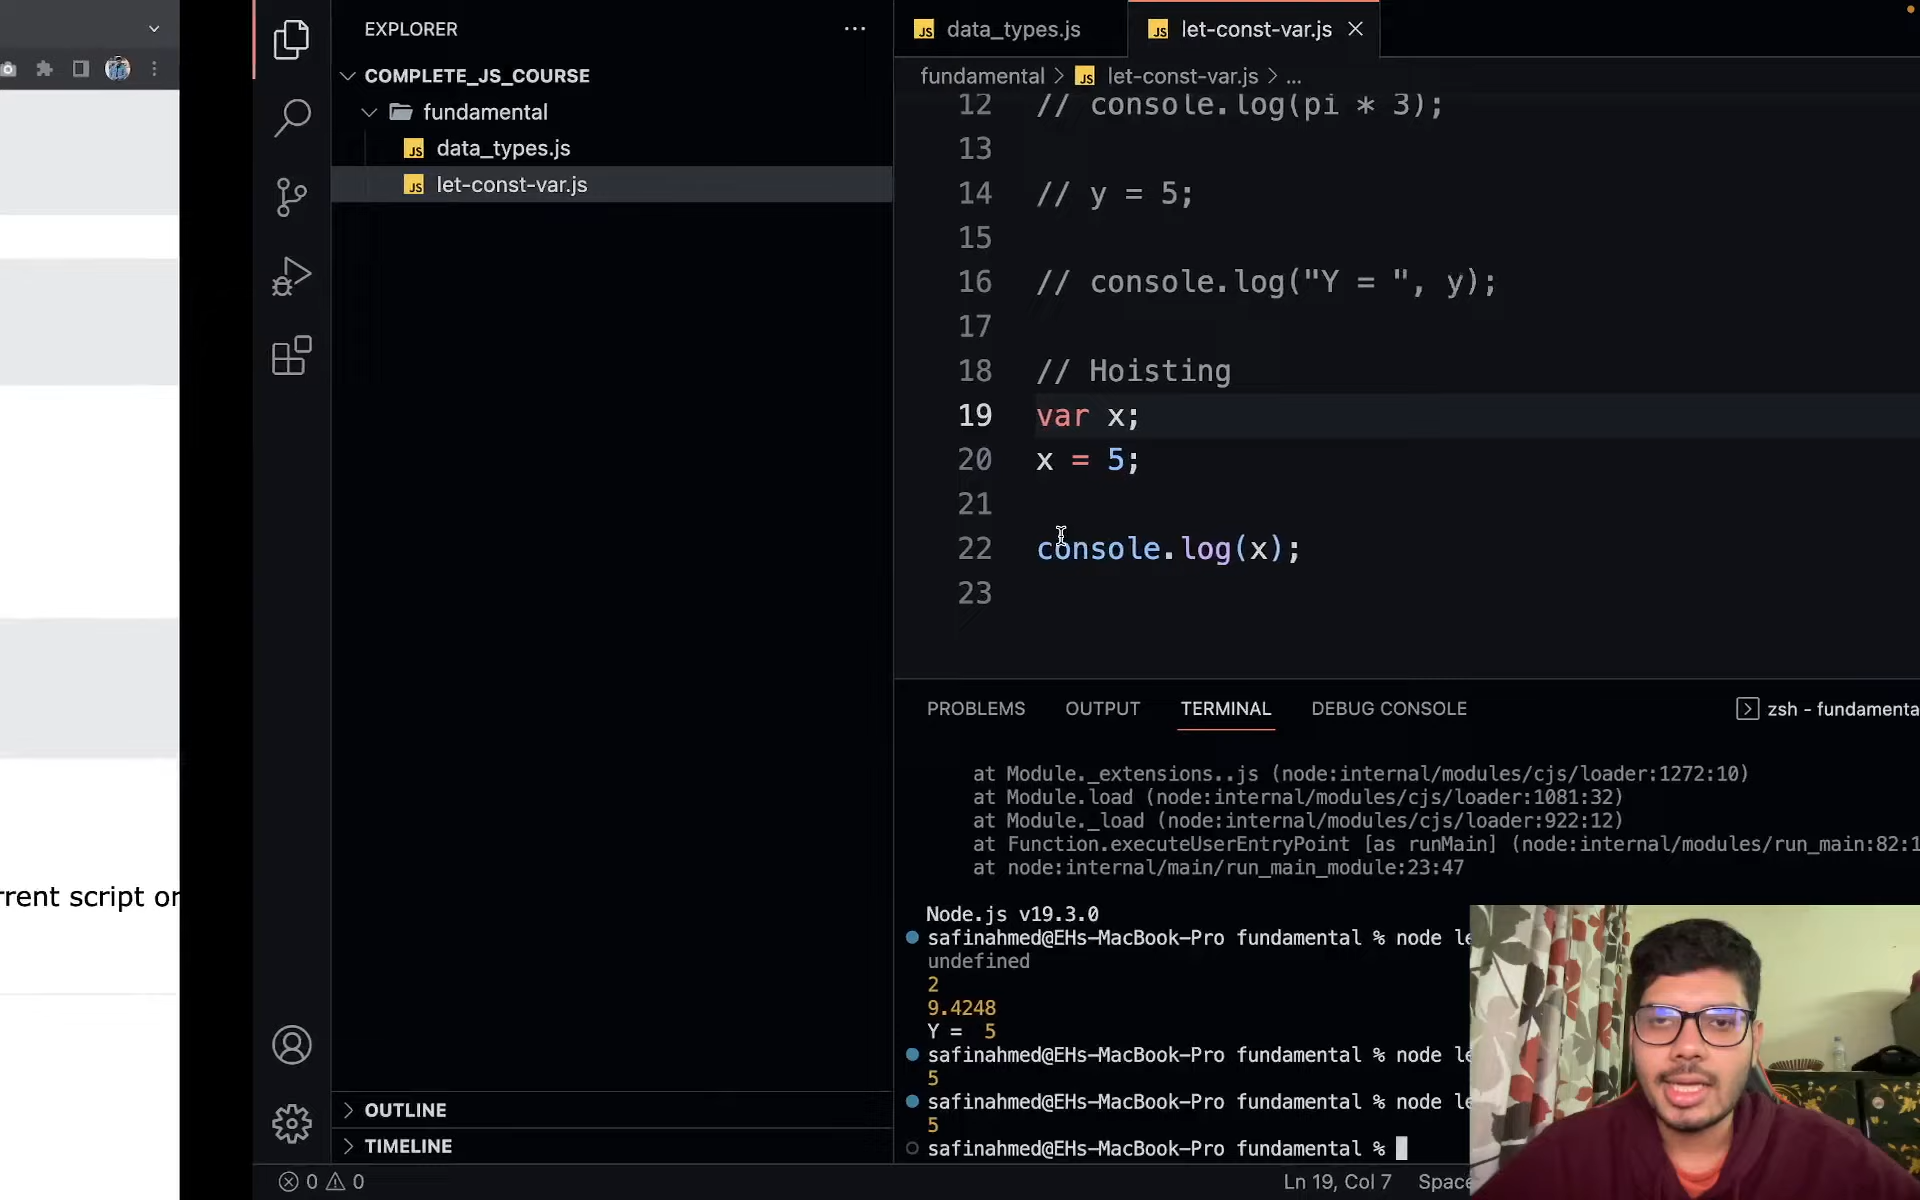 rrent script or
EXPLORER
COMPLETE_JS_COURSE
fundamental
JS data_types.js
JS let-const-var.js
OUTLINE
TIMELINE
JS data_types.js
JS let-const-var.js
fundamental > JS let-const-var.js > ...
12 // console.log(pi * 3);
13
14 // y = 5;
15
16 // console.log("Y = ", y);
17
18 // Hoisting
19 var x;
20 x = 5;
21
22 console.log(x);
23
PROBLEMS OUTPUT TERMINAL DEBUG CONSOLE
zsh - fundamenta
at Module._extensions..js (node:internal/modules/cjs/loader:1272:10)
at Module.load (node:internal/modules/cjs/loader:1081:32)
at Module._load (node:internal/modules/cjs/loader:922:12)
at Function.executeUserEntryPoint [as runMain] (node:internal/modules/run_main:82:1
at node:internal/main/run_main_module:23:47
Node.js v19.3.0
safinahmed@EHs-MacBook-Pro fundamental % node le
undefined
2
9.4248
Y =  5
safinahmed@EHs-MacBook-Pro fundamental % node le
5
safinahmed@EHs-MacBook-Pro fundamental % node le
5
safinahmed@EHs-MacBook-Pro fundamental %
0 0
Ln 19, Col 7 Space